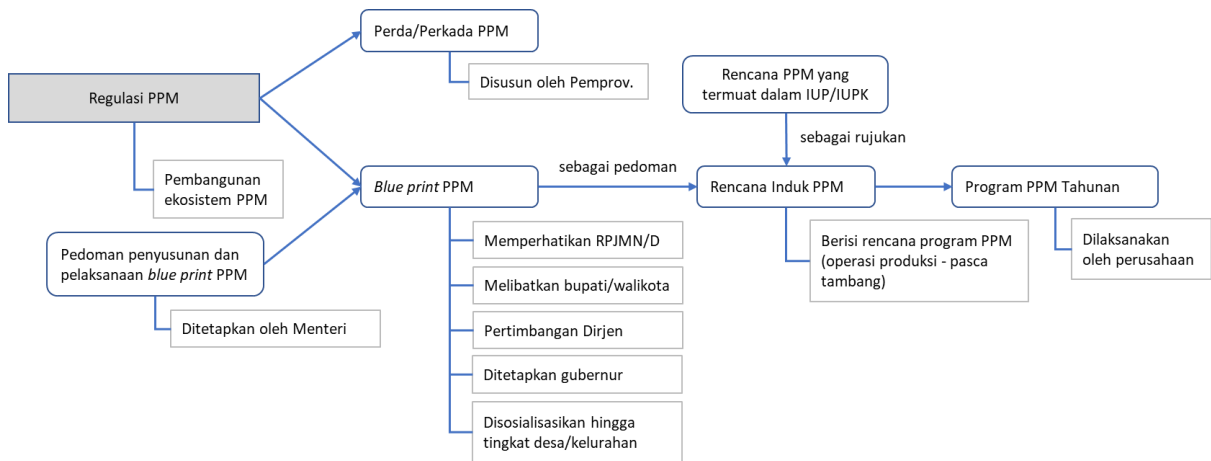 Perda/Perkada PPM
Disusun oleh Pemprov.
Regulasi PPM
Pembangunan
ekosistem PPM
Pedoman penyusunan dan
pelaksanaan blue print PPM
Ditetapkan oleh Menteri
Blue print PPM
Memperhatikan RPJMN/D
Melibatkan bupati/walikota
Pertimbangan Dirjen
Ditetapkan gubernur
Disosialisasikan hingga
tingkat desa/kelurahan
sebagai pedoman
Rencana PPM yang
termuat dalam IUP/IUPK
sebagai rujukan
Rencana Induk PPM
Berisi rencana program PPM
(operasi produksi - pasca
tambang)
Program PPM Tahunan
Dilaksanakan
oleh perusahaan